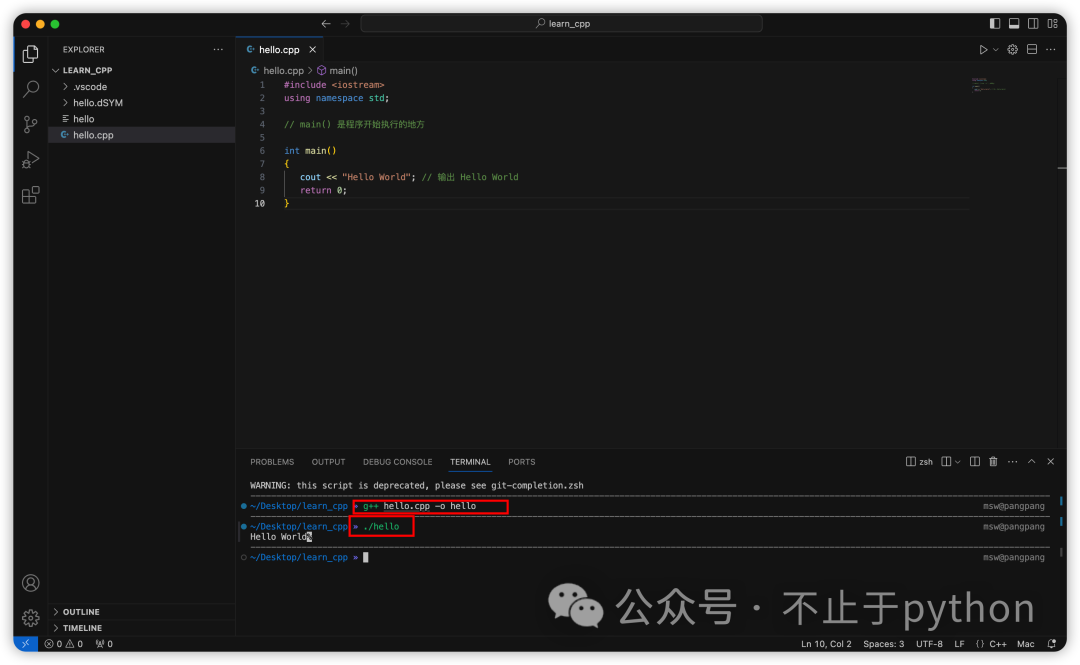 learn_cpp
EXPLORER
LEARN_CPP
.vscode
hello.dSYM
hello
hello.cpp
hello.cpp
hello.cpp > main()
1 #include <iostream>
2 using namespace std;
3
4 // main() 是程序开始执行的地方
5
6 int main()
7 {
8 cout << "Hello World"; // 输出 Hello World
9 return 0;
10 }
PROBLEMS OUTPUT DEBUG CONSOLE TERMINAL PORTS zsh
WARNING: this script is deprecated, please see git-completion.zsh
~/Desktop/learn_cpp » g++ hello.cpp -o hello msw@pangpang
~/Desktop/learn_cpp » ./hello msw@pangpang
Hello World%
~/Desktop/learn_cpp » msw@pangpang
OUTLINE
TIMELINE
公众号 · 不止于python
0 0 0 Ln 10, Col 2 Spaces: 3 UTF-8 LF {} C++ Mac